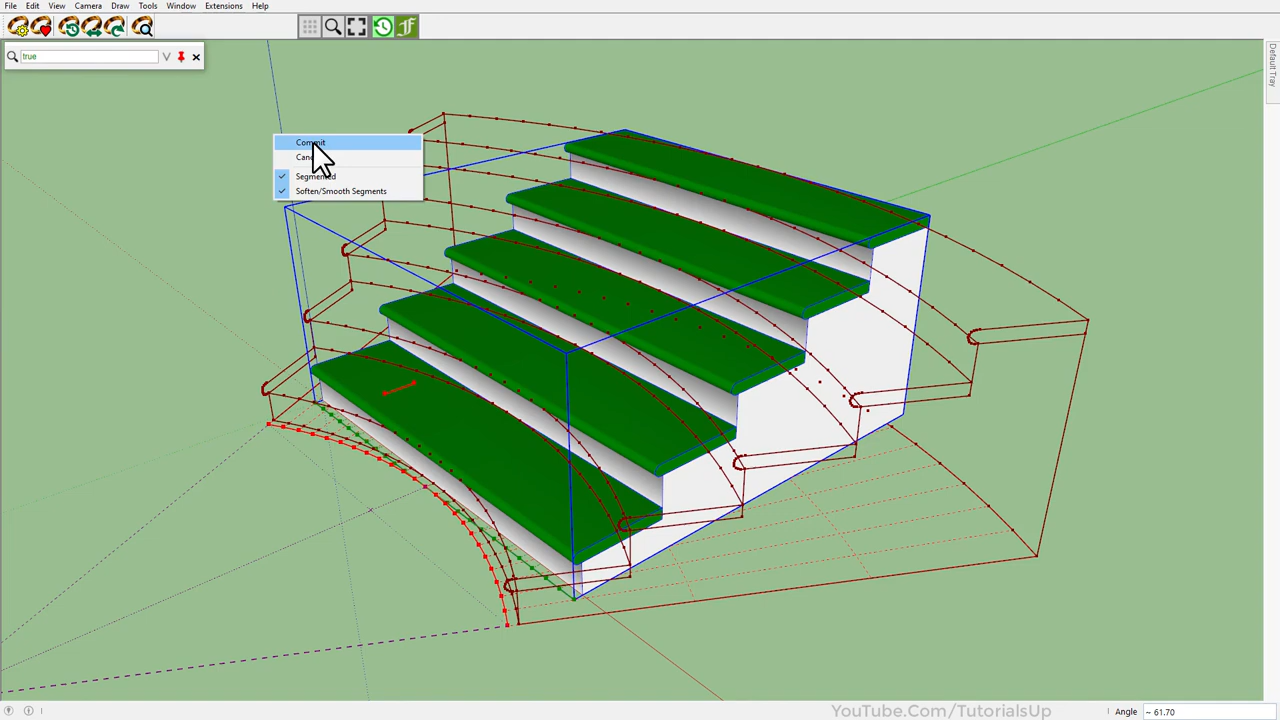 File Edit View Camera Draw Tools Window Extensions Help
true
Default Tray
Commit
Segmented
Soften/Smooth Segments
YouTube.Com/TutorialsUp
Angle ~ 61.70